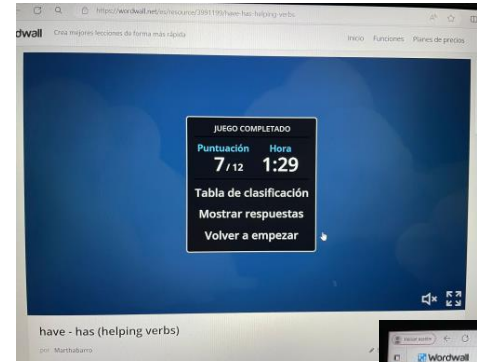 https://wordwall.net/es/resource/3991193/have-has-helping-verbs
dwall Crea mejores lecciones de forma más rápida Inicio Funciones Planes de precios
JUEGO COMPLETADO
Puntuación Hora
7/12 1:29
Tabla de clasificación
Mostrar respuestas
Volver a empezar
have - has (helping verbs)
por Marthabarro
Wordwall